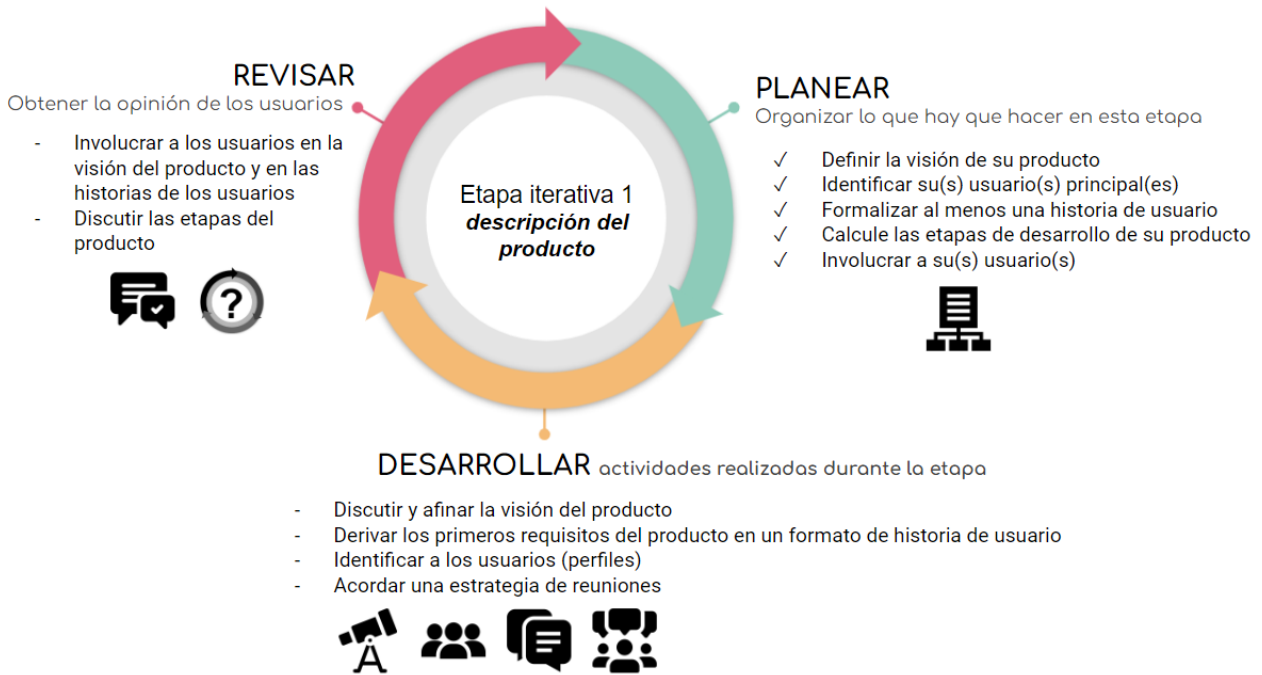 REVISAR
Obtener la opinión de los usuarios
- Involucrar a los usuarios en la
visión del producto y en las
historias de los usuarios
- Discutir las etapas del
producto
?
Etapa iterativa 1
descripción del
producto
PLANEAR
Organizar lo que hay que hacer en esta etapa
✓ Definir la visión de su producto
✓ Identificar su(s) usuario(s) principal(es)
✓ Formalizar al menos una historia de usuario
✓ Calcule las etapas de desarrollo de su producto
✓ Involucrar a su(s) usuario(s)
DESARROLLAR actividades realizadas durante la etapa
- Discutir y afinar la visión del producto
- Derivar los primeros requisitos del producto en un formato de historia de usuario
- Identificar a los usuarios (perfiles)
- Acordar una estrategia de reuniones